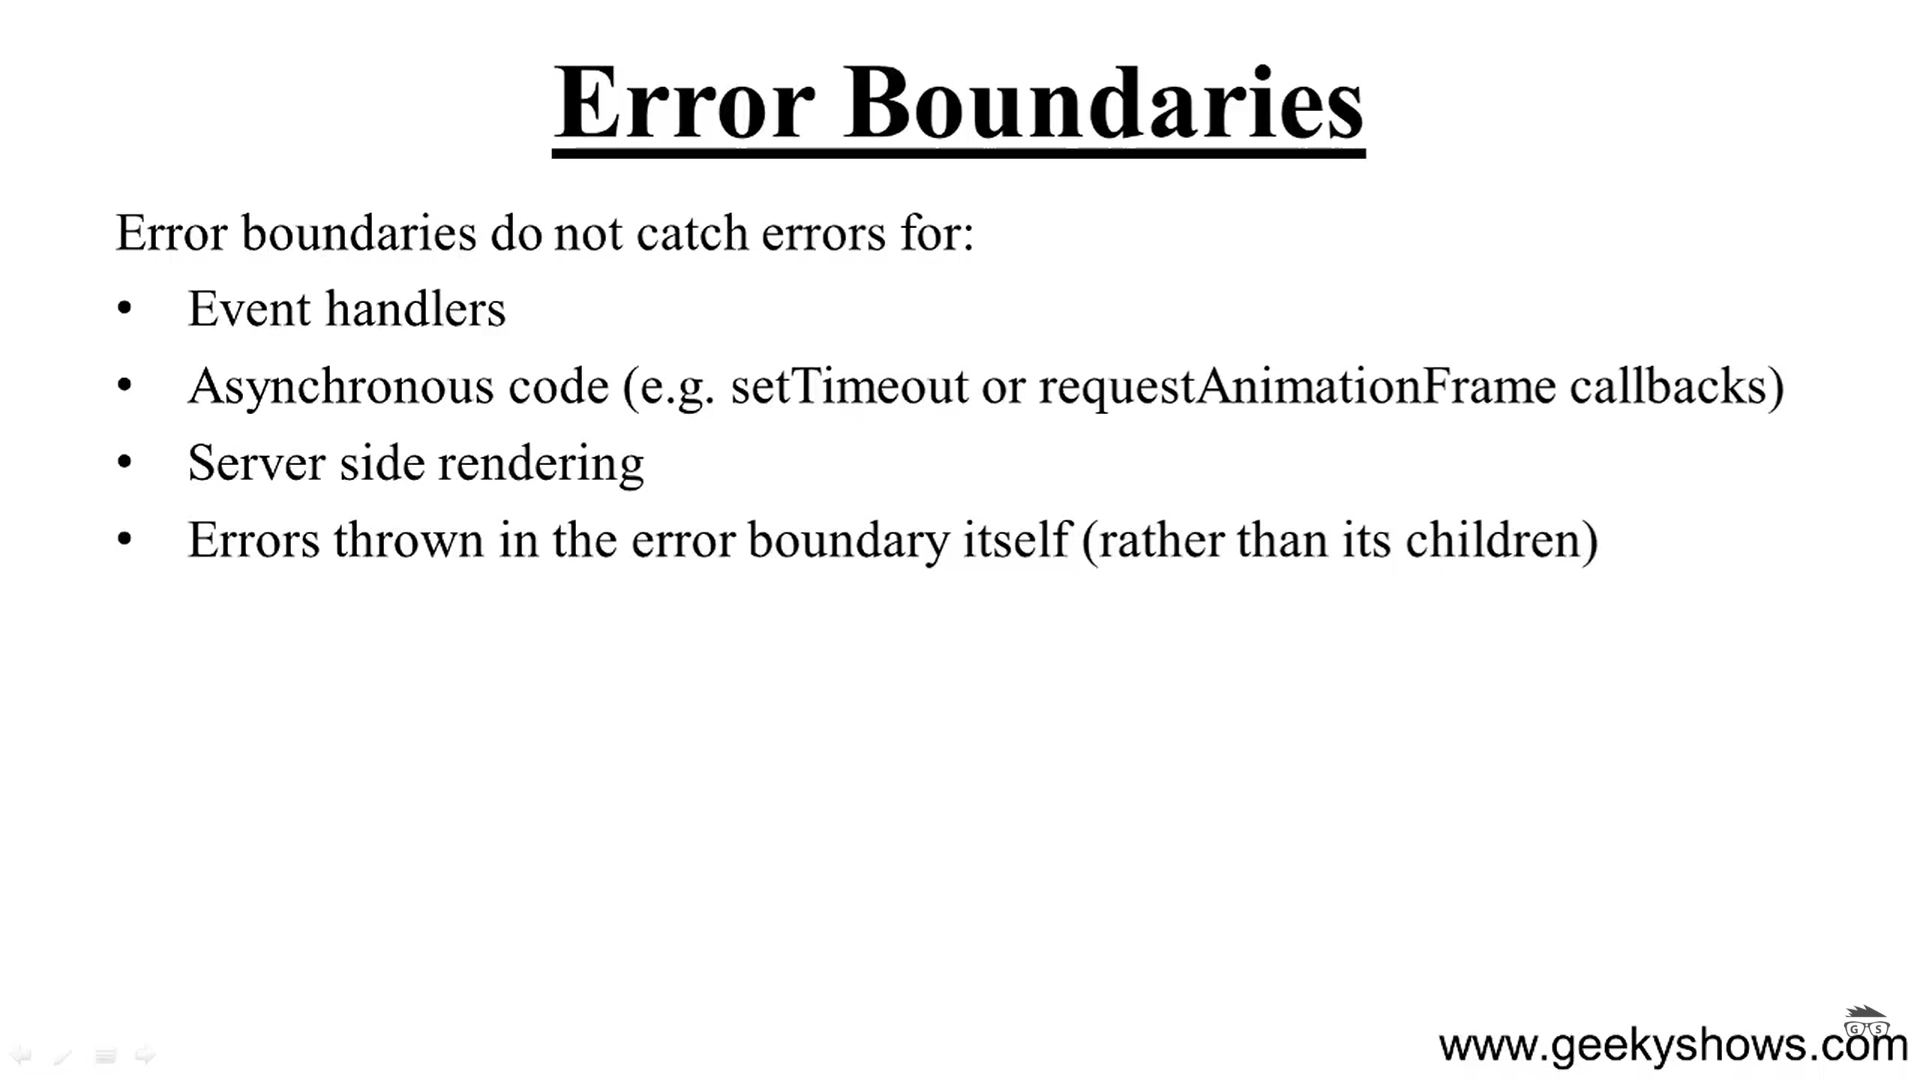 Error Boundaries
Error boundaries do not catch errors for:
• Event handlers
• Asynchronous code (e.g. setTimeout or requestAnimationFrame callbacks)
• Server side rendering
• Errors thrown in the error boundary itself (rather than its children)
G S
www.geekyshows.com